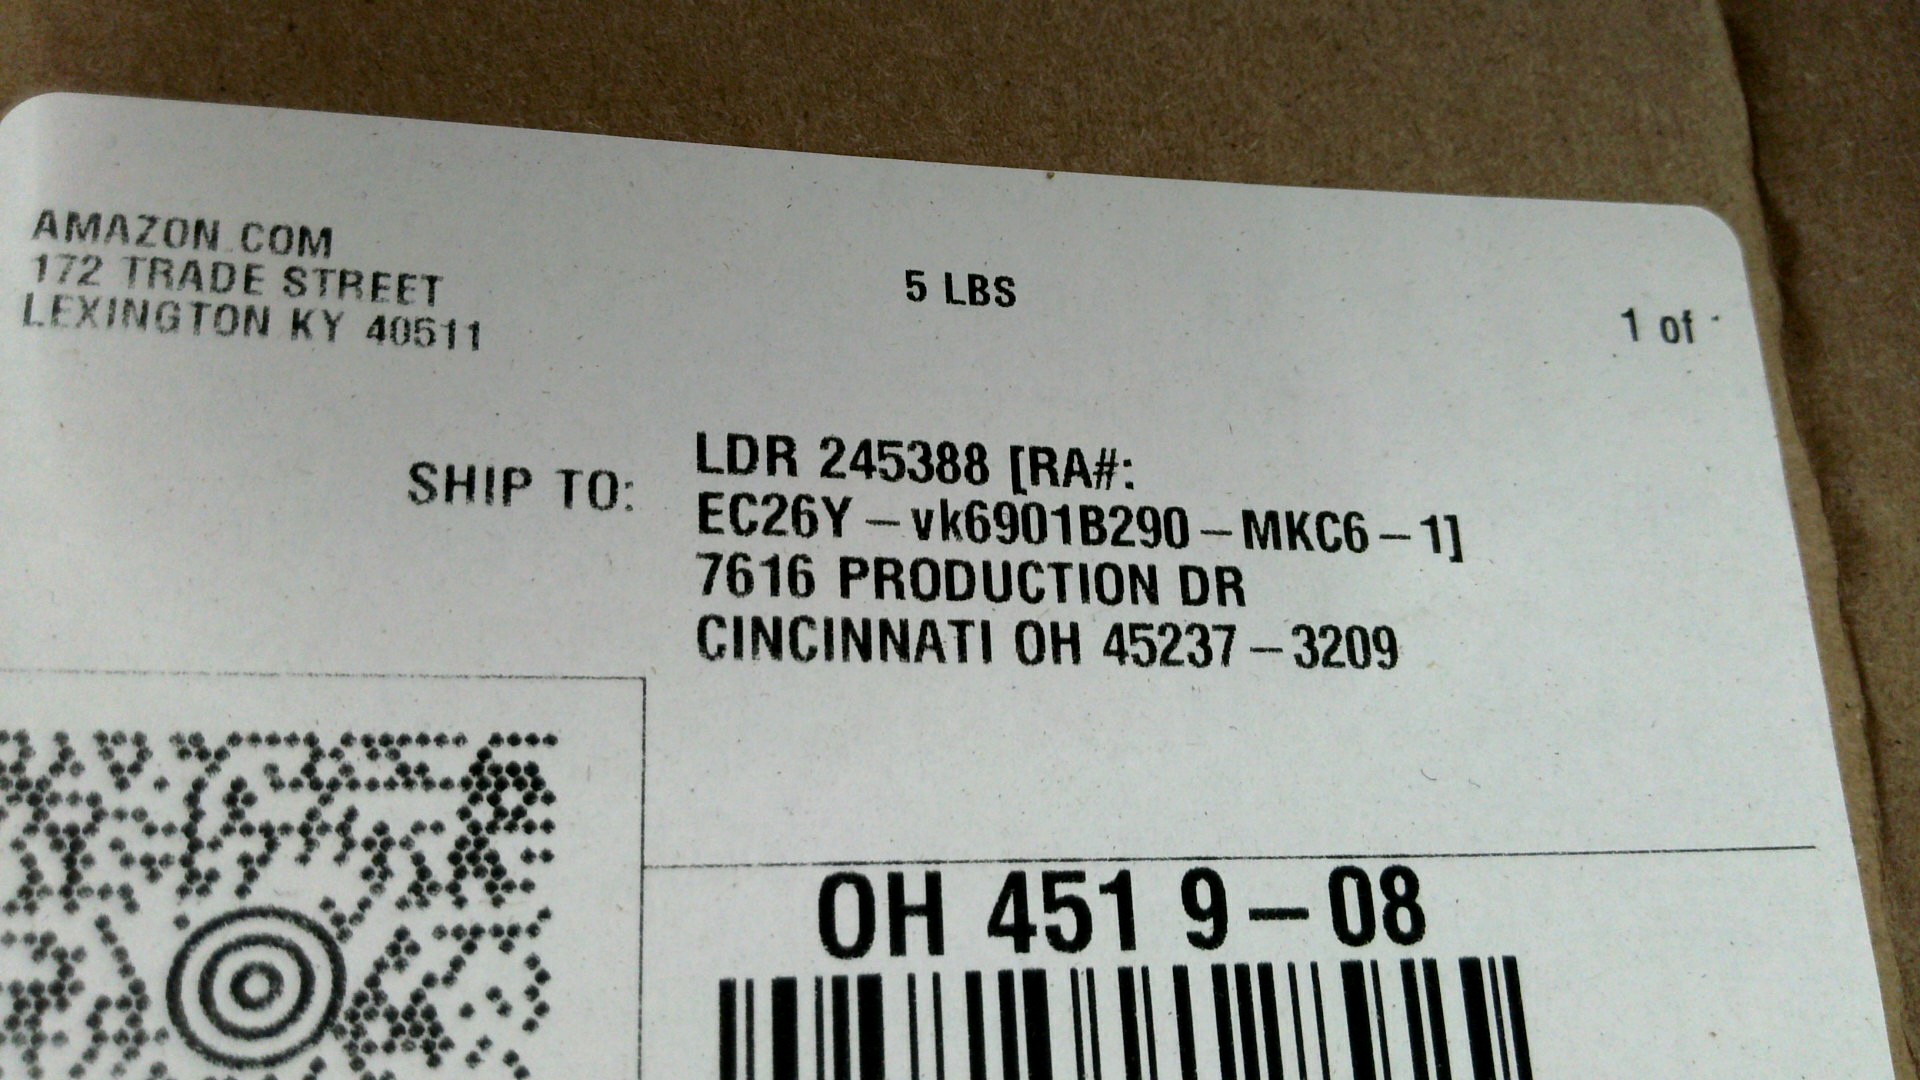 AMAZON.COM
172 TRADE STREET
LEXINGTON KY 40511
5 LBS
1 of
SHIP TO:
LDR 245388 [RA#:
EC26Y-vk6901B290-MKC6-1]
7616 PRODUCTION DR
CINCINNATI OH 45237-3209
OH 451 9-08